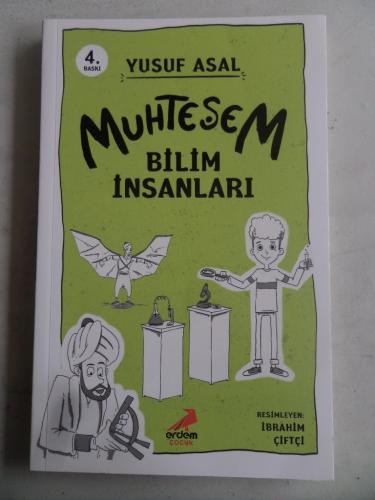 4.
BASKI
YUSUF ASAL
MUHTEŞEM
BİLİM
İNSANLARI
RESİMLEYEN:
İBRAHİM
ÇİFTÇİ
erdem
çocuk